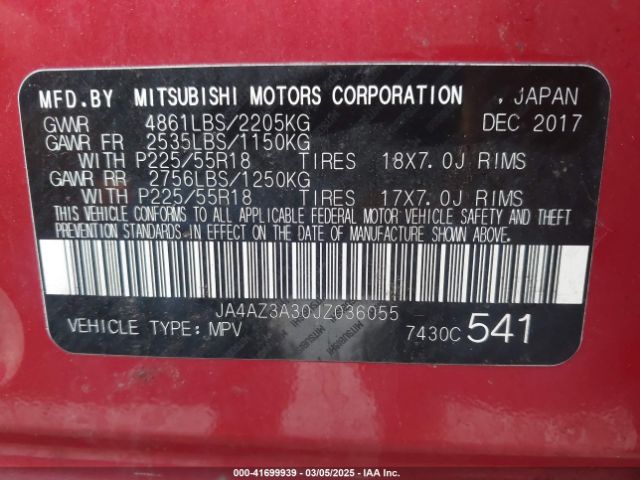 MFD.BY MITSUBISHI MOTORS CORPORATION , JAPAN
GVWR 4861LBS/2205KG DEC 2017
GAWR FR 2535LBS/1150KG
WITH P225/55R18 TIRES 18X7.0J RIMS
GAWR RR 2756LBS/1250KG
WITH P225/55R18 TIRES 17X7.0J RIMS
THIS VEHICLE CONFORMS TO ALL APPLICABLE FEDERAL MOTOR VEHICLE SAFETY AND THEFT
PREVENTION STANDARDS IN EFFECT ON THE DATE OF MANUFACTURE SHOWN ABOVE.
JA4AZ3A30JZ036055
VEHICLE TYPE: MPV 7430C 541
000-41699939 - 03/05/2025 - IAA Inc.